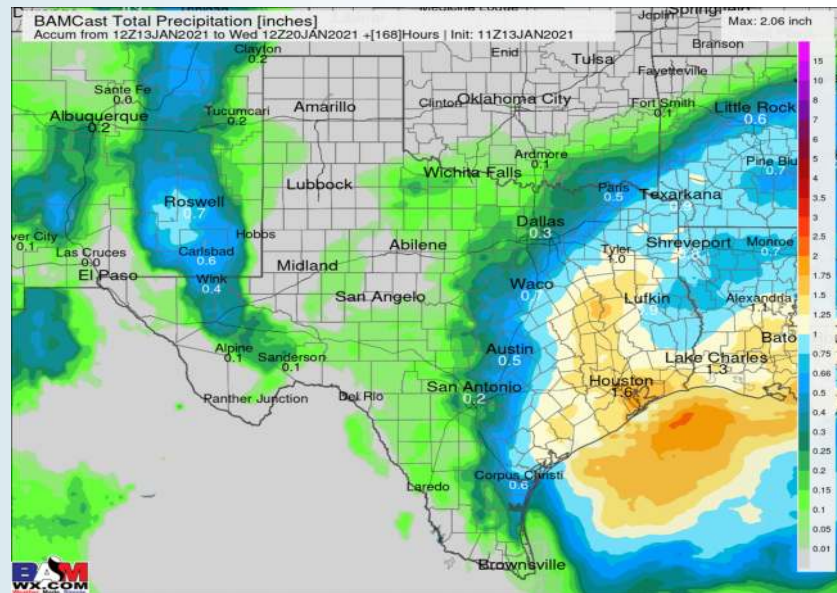 BAMCast Total Precipitation [inches]
Accum from 12Z13JAN2021 to Wed 12Z20JAN2021 +[168]Hours | Init: 11Z13JAN2021
Max: 2.06 inch
Joplin
Springfield
Branson
Enid
Tulsa
Fayetteville
Clayton
0.2
Santa Fe
0.0
Albuquerque
0.2
Tucumcari
0.2
Amarillo
Clinton
Oklahoma City
Fort Smith
0.1
Little Rock
0.6
Ardmore
0.1
Wichita Falls
Pine Blu
0.7
Roswell
0.7
Lubbock
Paris
0.5
Texarkana
Dallas
0.3
ver City
0.1
Hobbs
Carlsbad
0.6
Las Cruces
0.0
El Paso
Abilene
Tyler
1.0
Shreveport
Monroe
0.7
Midland
Wink
0.4
Waco
San Angelo
Lufkin
Alexandria
1.1
Alpine
0.1
Sanderson
0.1
Austin
0.5
Lake Charles
1.3
Bato
Houston
1.6
San Antonio
0.2
Panther Junction
Del Rio
Corpus Christi
0.6
Laredo
Brownsville
15
10
8
7
6
5
4
3.5
3
2.5
2
1.75
1.5
1.25
1
0.75
0.66
0.5
0.4
0.3
0.25
0.2
0.15
0.1
0.05
0.01
BAM
WX.COM